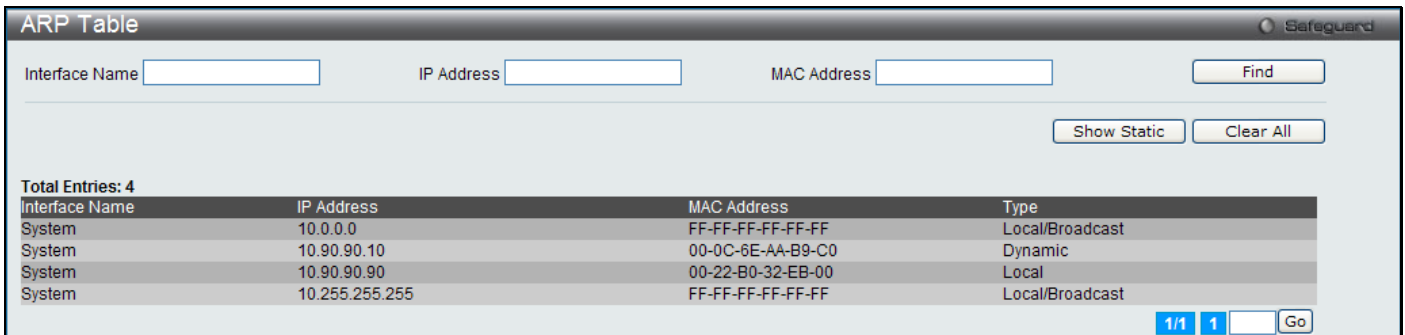 ARP Table Safeguard
Interface Name IP Address MAC Address Find
Show Static Clear All
Total Entries: 4
Interface Name IP Address MAC Address Type
System 10.0.0.0 FF-FF-FF-FF-FF-FF Local/Broadcast
System 10.90.90.10 00-0C-6E-AA-B9-C0 Dynamic
System 10.90.90.90 00-22-B0-32-EB-00 Local
System 10.255.255.255 FF-FF-FF-FF-FF-FF Local/Broadcast
1/1 1 Go